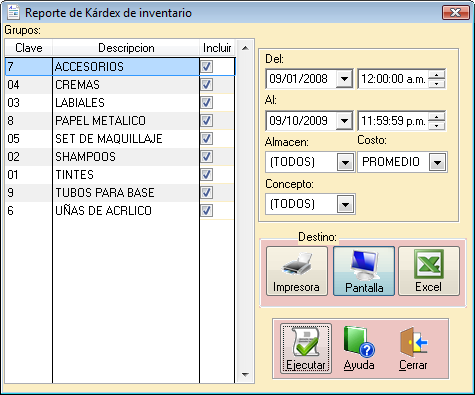 Reporte de Kárdex de inventario
Grupos:
Clave Descripcion Incluir
7 ACCESORIOS
04 CREMAS
03 LABIALES
8 PAPEL METALICO
05 SET DE MAQUILLAJE
02 SHAMPOOS
01 TINTES
9 TUBOS PARA BASE
6 UÑAS DE ACRLICO
Del:
09/01/2008 12:00:00 a.m.
Al:
09/10/2009 11:59:59 p.m.
Almacen: Costo:
(TODOS) PROMEDIO
Concepto:
(TODOS)
Destino:
Impresora Pantalla Excel
Ejecutar Ayuda Cerrar